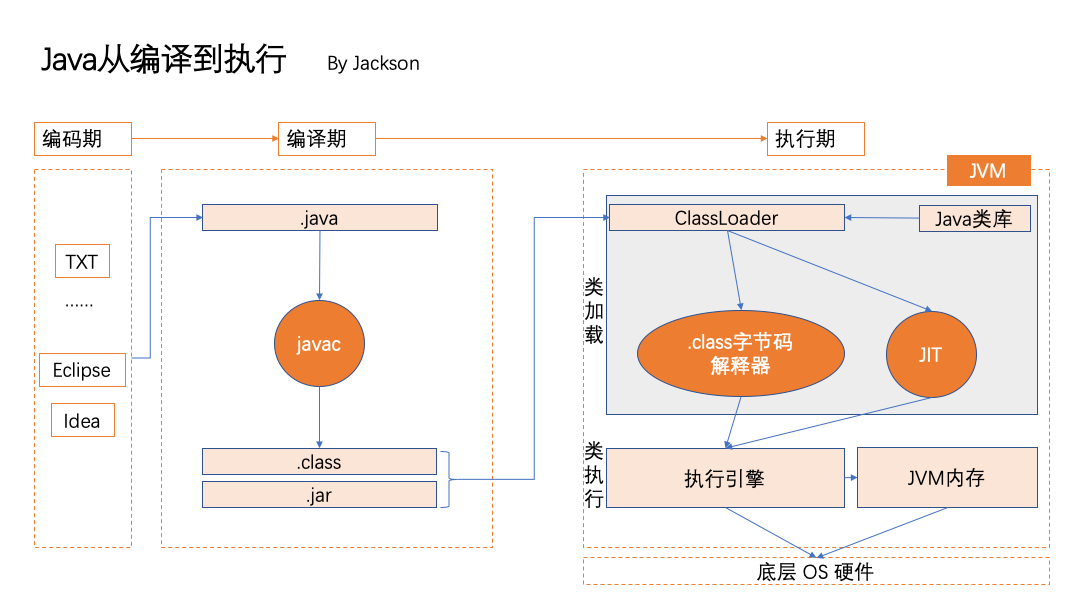 Java从编译到执行 By Jackson
编码期
编译期
执行期
JVM
TXT
······
Eclipse
Idea
.java
javac
.class
.jar
ClassLoader
Java类库
类加载
.class字节码
解释器
JIT
类执行
执行引擎
JVM内存
底层 OS 硬件